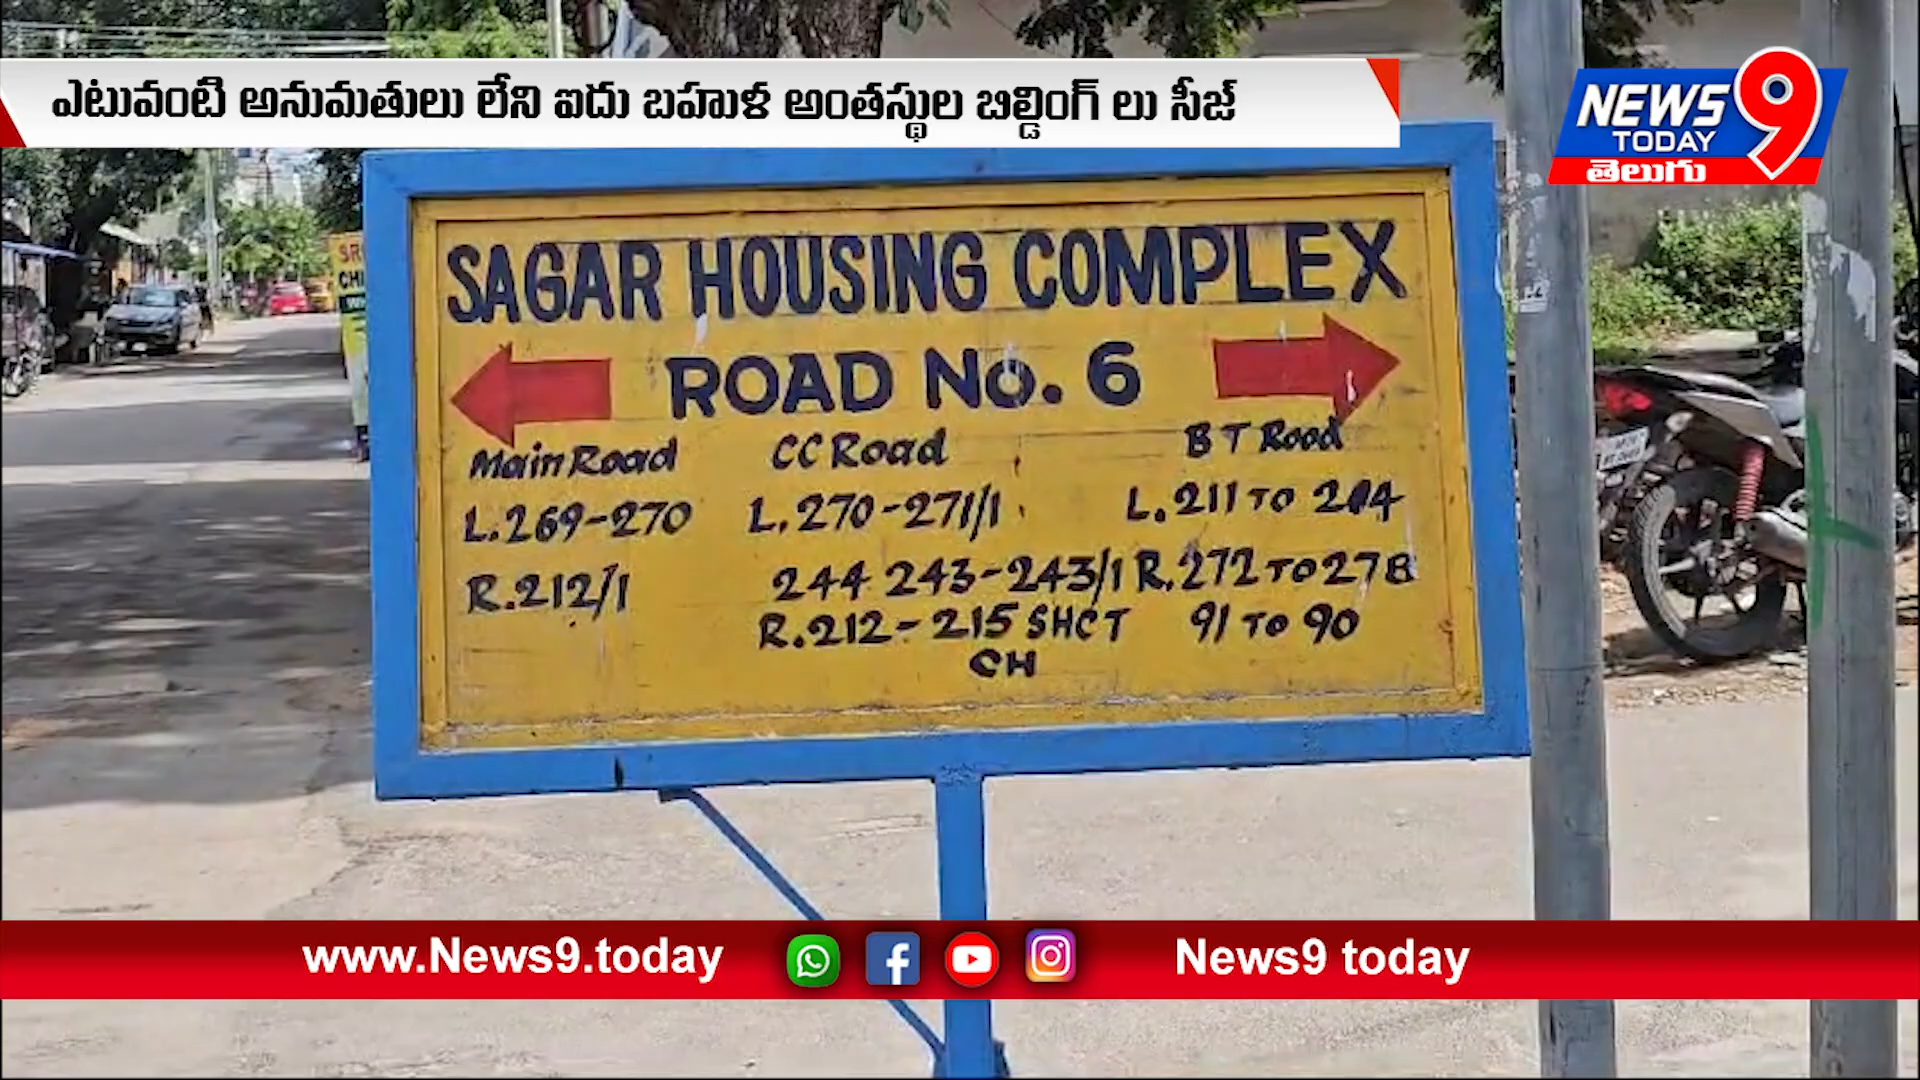 ఎటువంటి అనుమతులు లేని ఐదు బహుళ అంతస్థుల బిల్డింగ్ లు సీజ్
NEWS 9
TODAY
తెలుగు
SAGAR HOUSING COMPLEX
ROAD No. 6
Main Road CC Road B T Road
L.269-270 L.270-271/1 L.211 TO 204
R.212/1 244 243-243/1 R.272 TO 278
R.212-215 SHCT 91 TO 90
CH
SR
www.News9.today News9 today